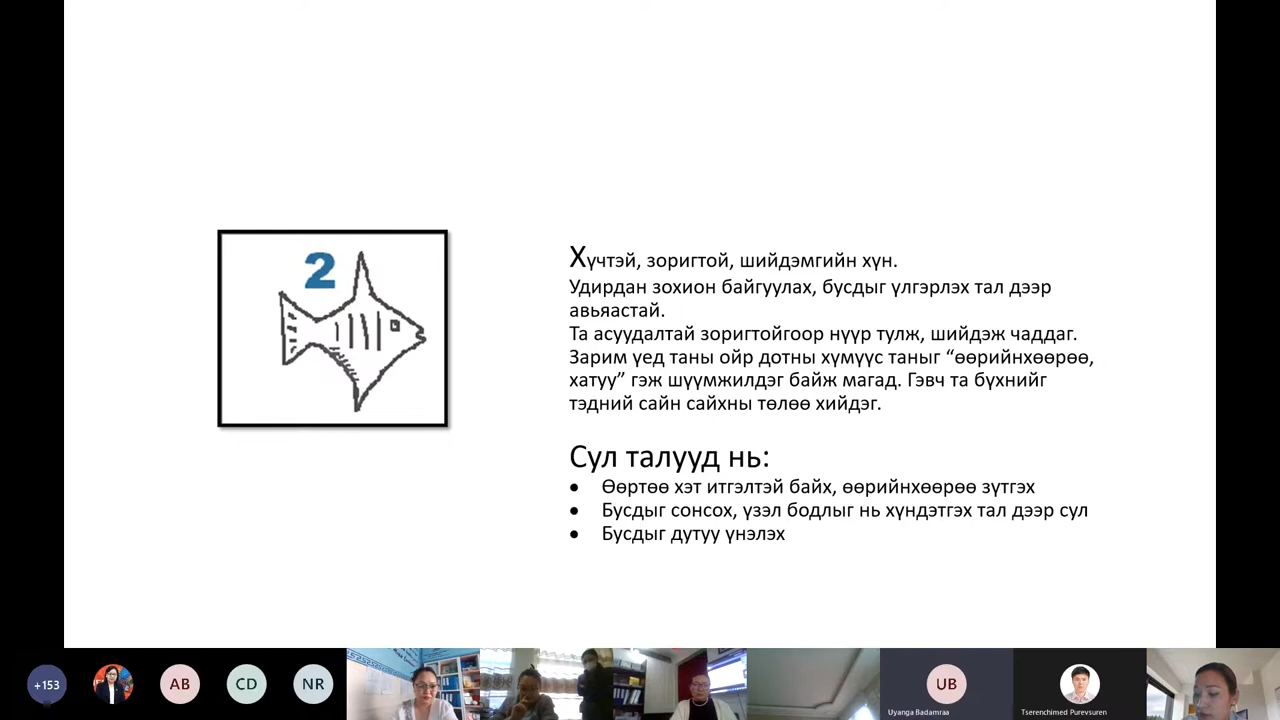 2
Хүчтэй, зоригтой, шийдэмгийн хүн.
Удирдан зохион байгуулах, бусдыг үлгэрлэх тал дээр
авьяастай.
Та асуудалтай зоригтойгоор нүүр тулж, шийдэж чаддаг.
Зарим үед таны ойр дотны хүмүүс таныг “өөрийнхөөрөө,
хатуу” гэж шүүмжилдэг байж магад. Гэвч та бүхнийг
тэдний сайн сайхны төлөө хийдэг.
Сул талууд нь:
• Өөртөө хэт итгэлтэй байх, өөрийнхөөрөө зүтгэх
• Бусдыг сонсох, үзэл бодлыг нь хүндэтгэх тал дээр сул
• Бусдыг дутуу үнэлэх
+153
AB
CD
NR
UB
Uyanga Badamraa
Tserenchimed Purevsuren